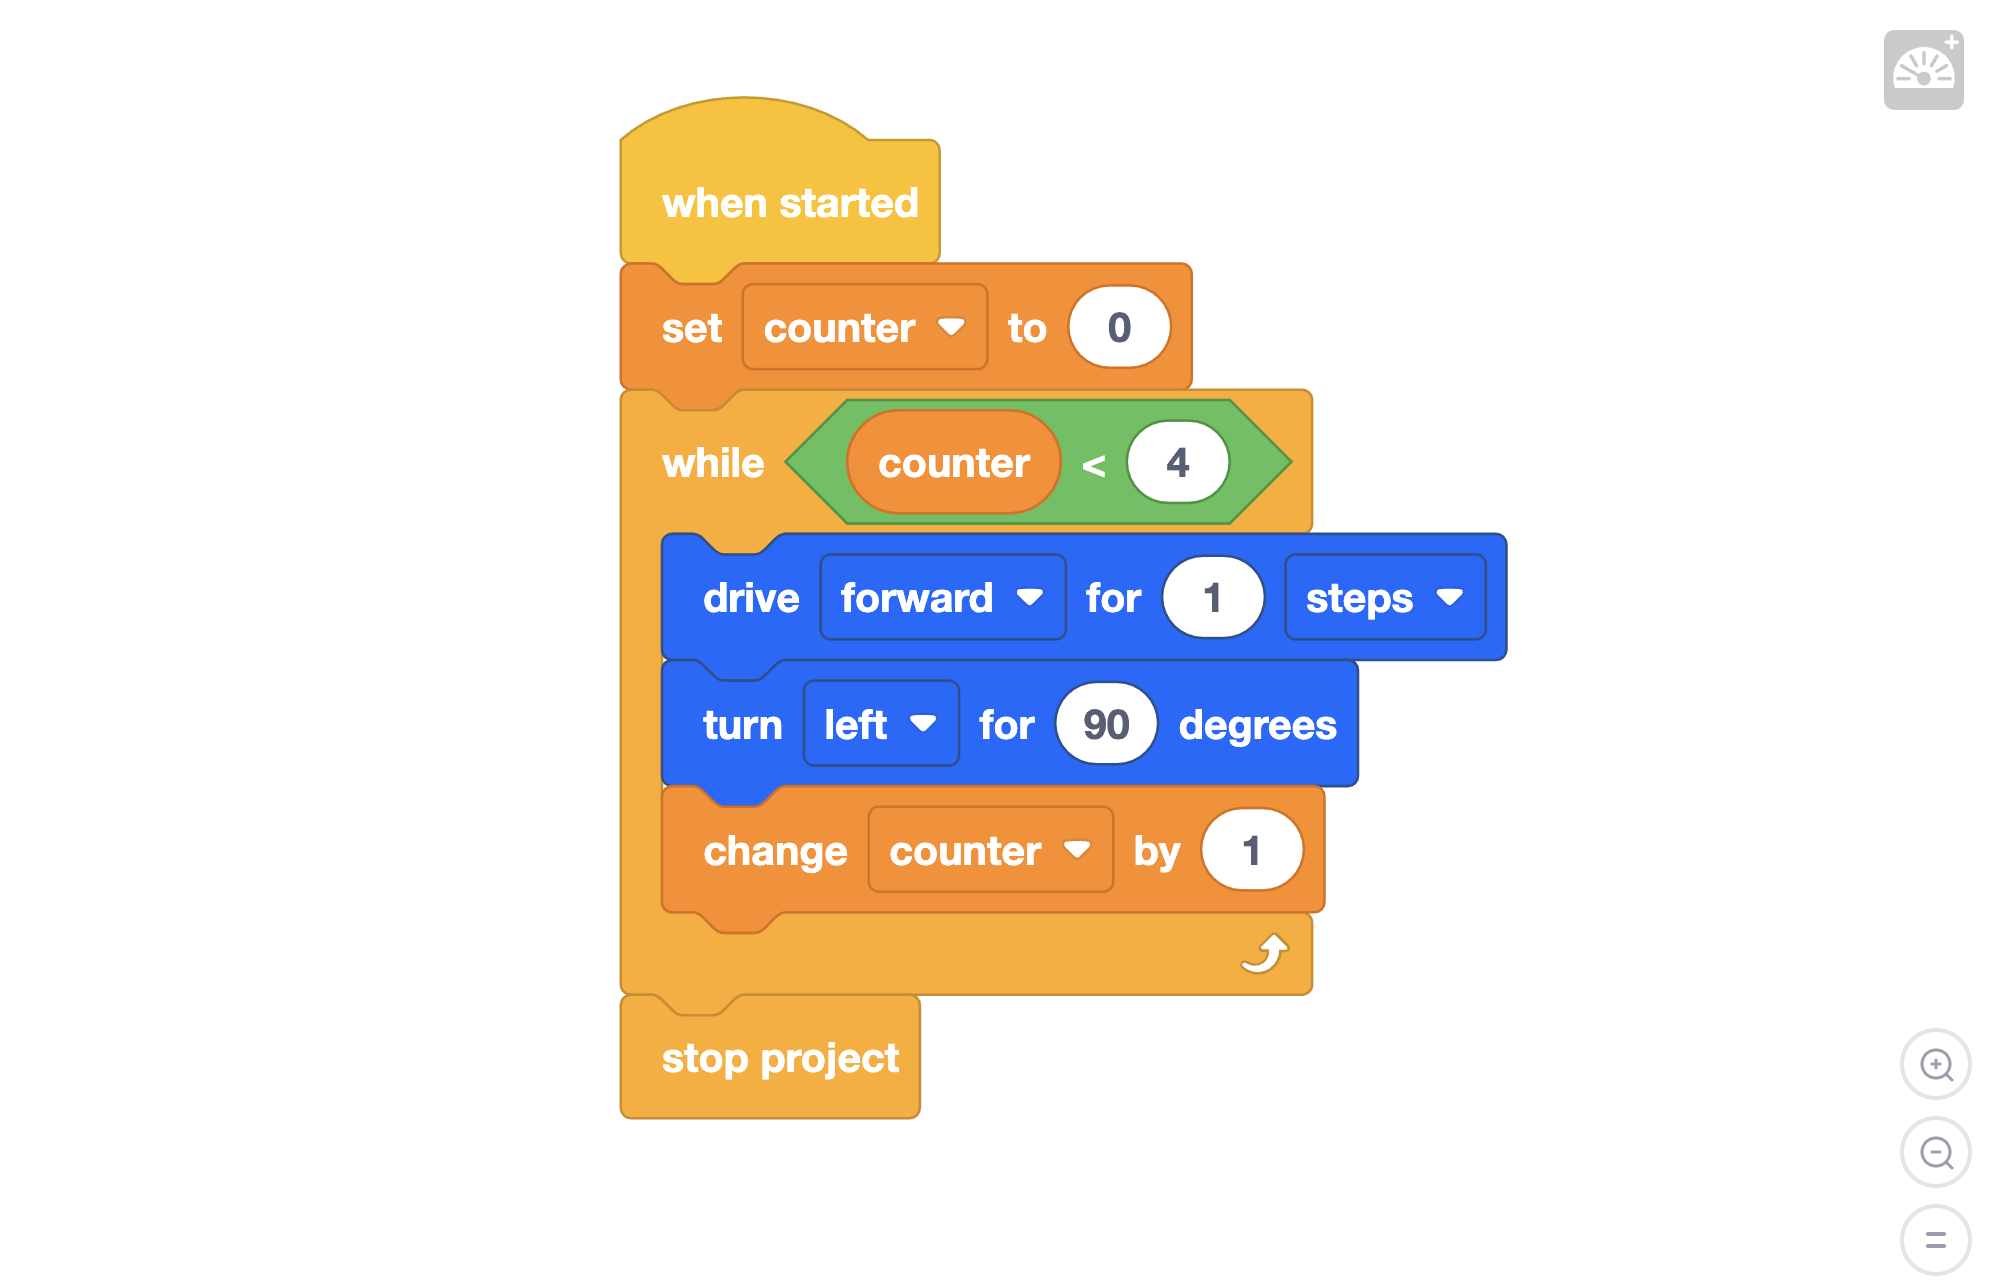 when started
set counter to 0
while counter < 4
drive forward for 1 steps
turn left for 90 degrees
change counter by 1
stop project